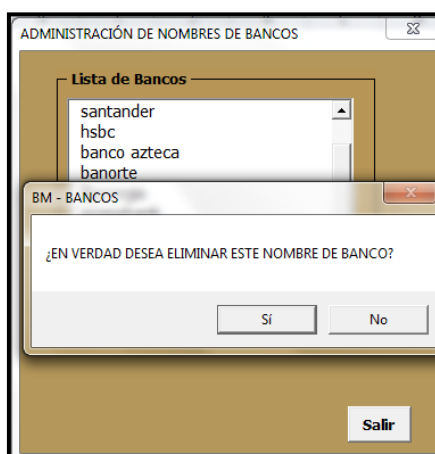 ADMINISTRACIÓN DE NOMBRES DE BANCOS
Lista de Bancos
santander
hsbc
banco azteca
banorte
BM - BANCOS
¿EN VERDAD DESEA ELIMINAR ESTE NOMBRE DE BANCO?
Sí
No
Salir